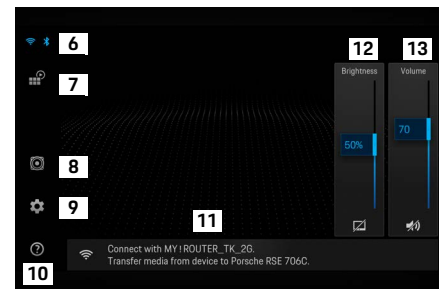 6
12
13
Brightness
Volume
7
70
50%
8
9
11
Connect with MY!ROUTER_TK_2G.
Transfer media from device to Porsche RSE 706C.
10